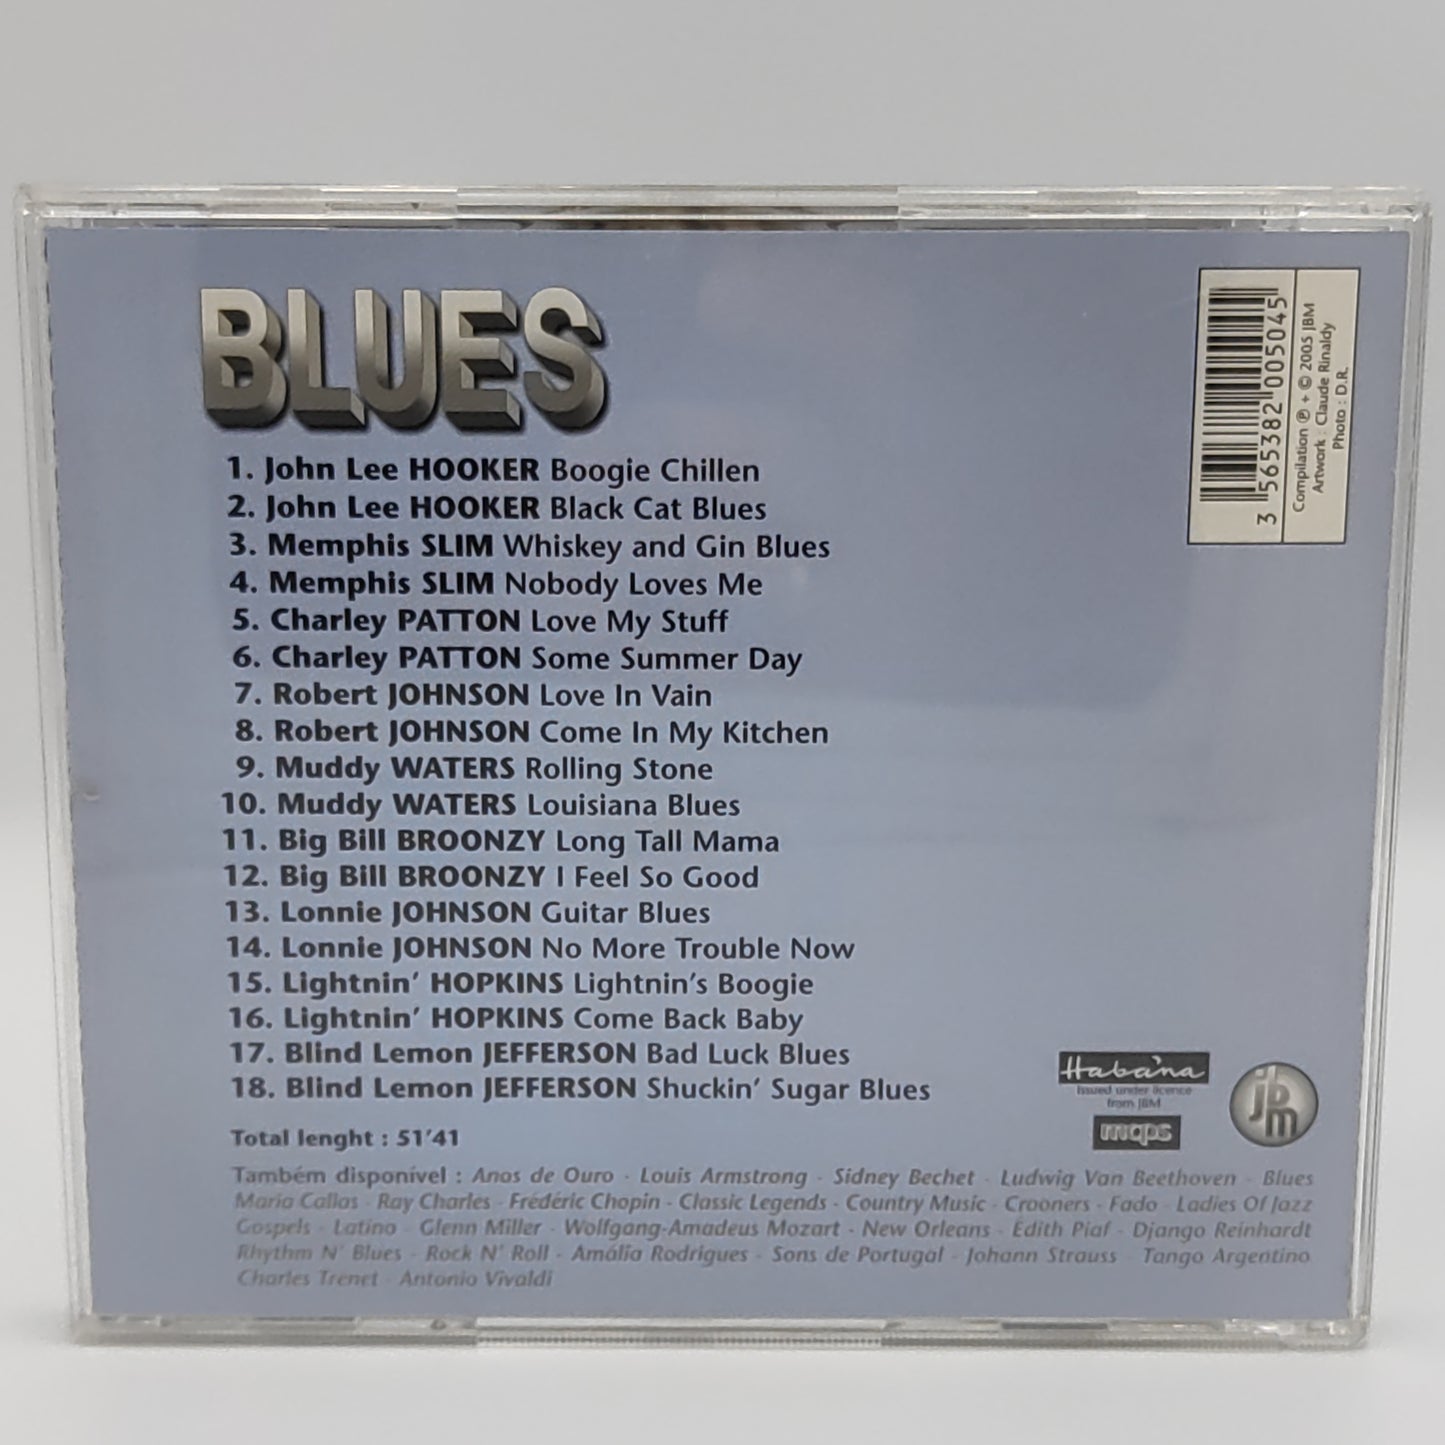 BLUES
1. John Lee HOOKER Boogie Chillen
2. John Lee HOOKER Black Cat Blues
3. Memphis SLIM Whiskey and Gin Blues
4. Memphis SLIM Nobody Loves Me
5. Charley PATTON Love My Stuff
6. Charley PATTON Some Summer Day
7. Robert JOHNSON Love In Vain
8. Robert JOHNSON Come In My Kitchen
9. Muddy WATERS Rolling Stone
10. Muddy WATERS Louisiana Blues
11. Big Bill BROONZY Long Tall Mama
12. Big Bill BROONZY I Feel So Good
13. Lonnie JOHNSON Guitar Blues
14. Lonnie JOHNSON No More Trouble Now
15. Lightnin' HOPKINS Lightnin's Boogie
16. Lightnin' HOPKINS Come Back Baby
17. Blind Lemon JEFFERSON Bad Luck Blues
18. Blind Lemon JEFFERSON Shuckin' Sugar Blues
Total lenght : 51'41
Também disponível : Anos de Ouro - Louis Armstrong - Sidney Bechet - Ludwig Van Beethoven - Blues
Maria Callas - Ray Charles - Frédéric Chopin - Classic Legends - Country Music - Crooners - Fado - Ladies Of Jazz
Gospels - Latino - Glenn Miller - Wolfgang-Amadeus Mozart - New Orleans - Édith Piaf - Django Reinhardt
Rhythm N' Blues - Rock N' Roll - Amália Rodrigues - Sons de Portugal - Johann Strauss - Tango Argentino
Charles Trenet - Antonio Vivaldi
3 565382 005045
Compilation ℗ + © 2005 JBM
Artwork : Claude Rinaldy
Photo : D.R.
Habana
Issued under licence
from JBM
mcps
jbm